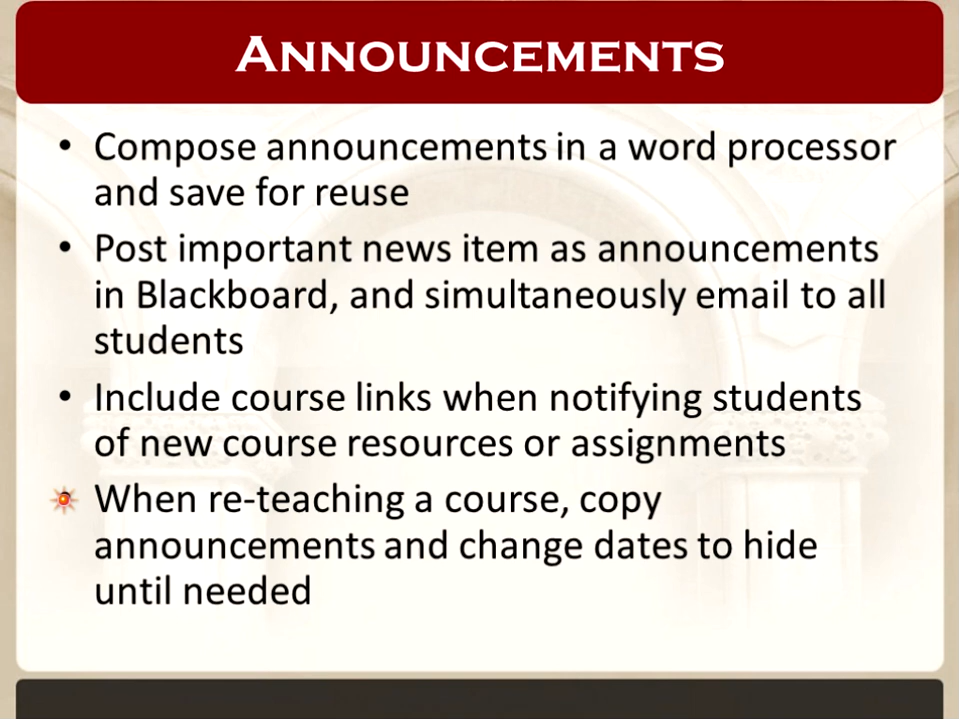 Announcements
• Compose announcements in a word processor
and save for reuse
• Post important news item as announcements
in Blackboard, and simultaneously email to all
students
• Include course links when notifying students
of new course resources or assignments
• When re-teaching a course, copy
announcements and change dates to hide
until needed